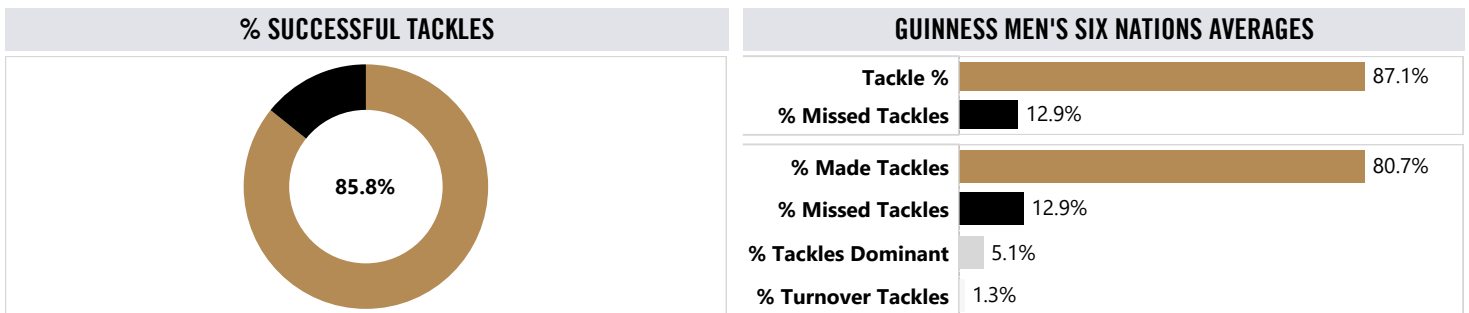 % SUCCESSFUL TACKLES
85.8%
GUINNESS MEN'S SIX NATIONS AVERAGES
Tackle % 87.1%
% Missed Tackles 12.9%
% Made Tackles 80.7%
% Missed Tackles 12.9%
% Tackles Dominant 5.1%
% Turnover Tackles 1.3%